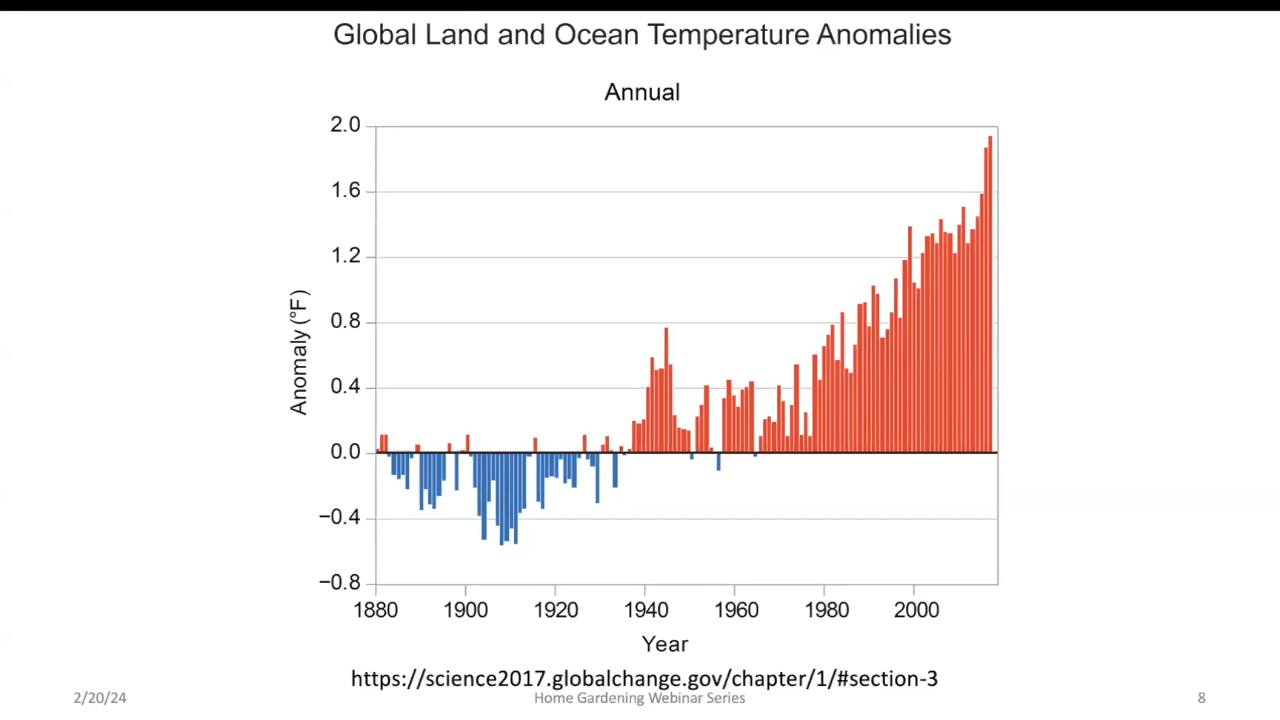 Global Land and Ocean Temperature Anomalies
Annual
2.0
1.6
1.2
0.8
0.4
0.0
−0.4
−0.8
Anomaly (°F)
1880 1900 1920 1940 1960 1980 2000
Year
https://science2017.globalchange.gov/chapter/1/#section-3
2/20/24 Home Gardening Webinar Series 8